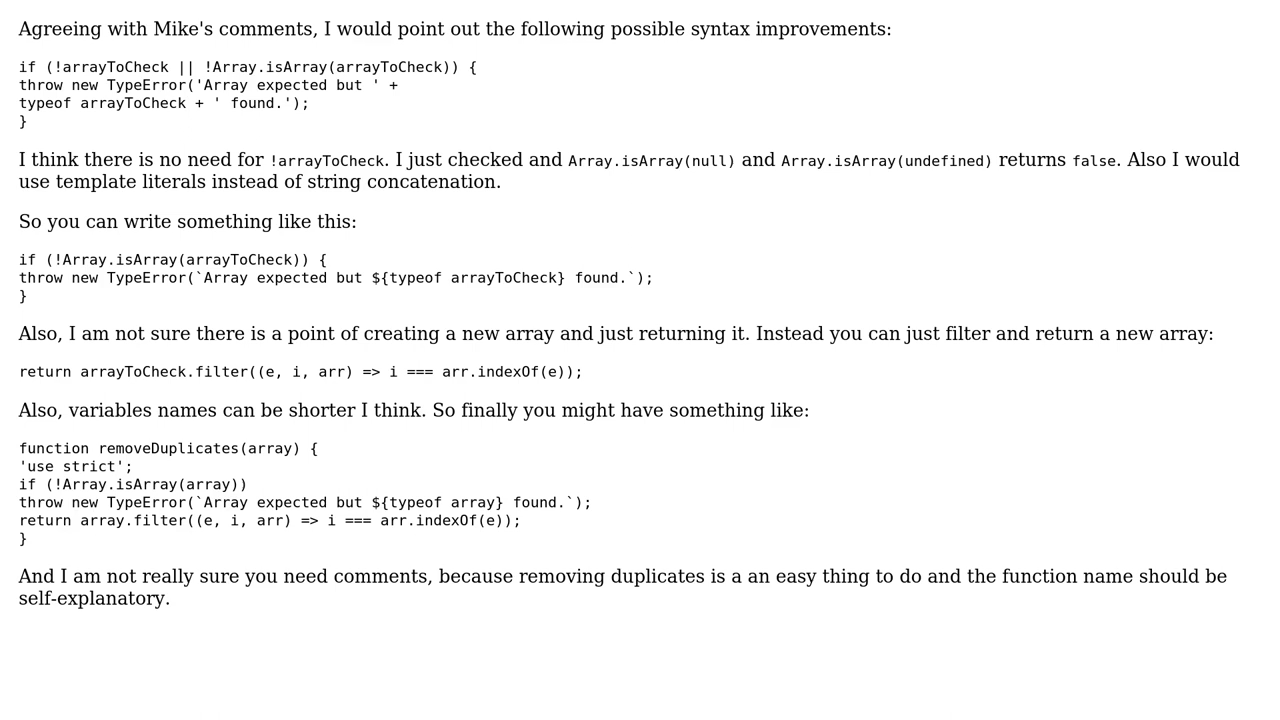 Agreeing with Mike's comments, I would point out the following possible syntax improvements:
if (!arrayToCheck || !Array.isArray(arrayToCheck)) {
throw new TypeError('Array expected but ' +
typeof arrayToCheck + ' found.');
}
I think there is no need for !arrayToCheck. I just checked and Array.isArray(null) and Array.isArray(undefined) returns false. Also I would
use template literals instead of string concatenation.
So you can write something like this:
if (!Array.isArray(arrayToCheck)) {
throw new TypeError(`Array expected but ${typeof arrayToCheck} found.`);
}
Also, I am not sure there is a point of creating a new array and just returning it. Instead you can just filter and return a new array:
return arrayToCheck.filter((e, i, arr) => i === arr.indexOf(e));
Also, variables names can be shorter I think. So finally you might have something like:
function removeDuplicates(array) {
'use strict';
if (!Array.isArray(array))
throw new TypeError(`Array expected but ${typeof array} found.`);
return array.filter((e, i, arr) => i === arr.indexOf(e));
}
And I am not really sure you need comments, because removing duplicates is a an easy thing to do and the function name should be
self-explanatory.